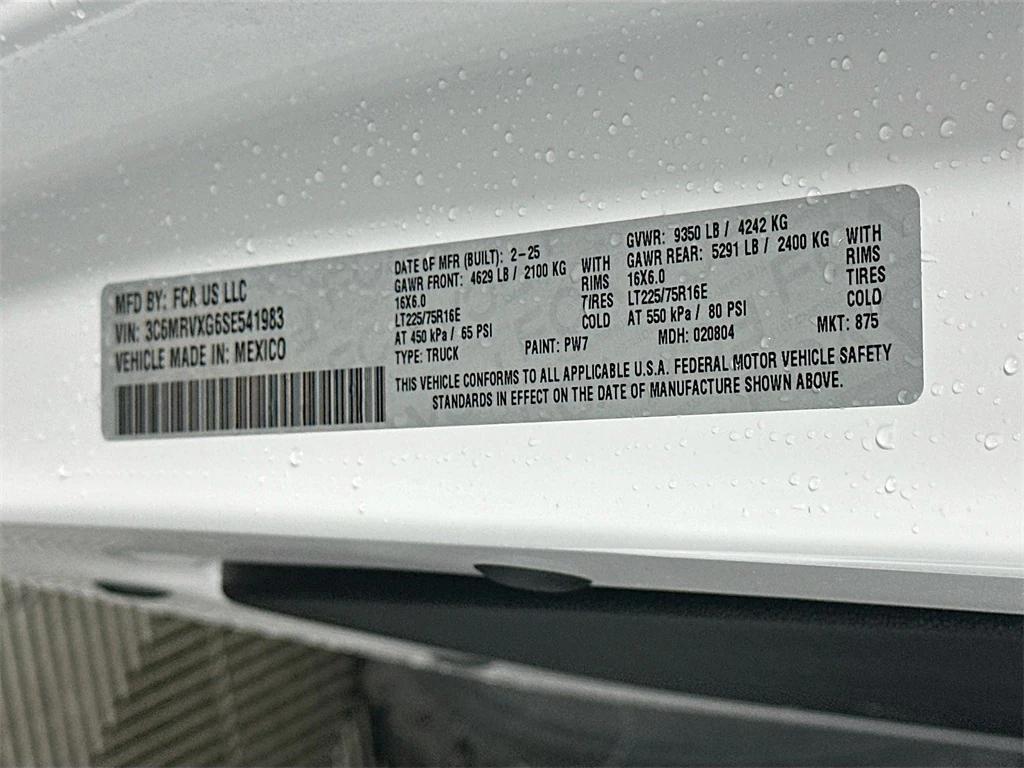 MFD BY: FCA US LLC
VIN: 3C6MRVXG6SE541983
VEHICLE MADE IN: MEXICO
DATE OF MFR (BUILT): 2-25
GAWR FRONT: 4629 LB / 2100 KG WITH
16X6.0 RIMS
LT225/75R16E TIRES
AT 450 kPa / 65 PSI COLD
TYPE: TRUCK PAINT: PW7
GVWR: 9350 LB / 4242 KG
GAWR REAR: 5291 LB / 2400 KG WITH
16X6.0 RIMS
LT225/75R16E TIRES
AT 550 kPa / 80 PSI COLD
MDH: 020804 MKT: 875
THIS VEHICLE CONFORMS TO ALL APPLICABLE U.S.A. FEDERAL MOTOR VEHICLE SAFETY
STANDARDS IN EFFECT ON THE DATE OF MANUFACTURE SHOWN ABOVE.